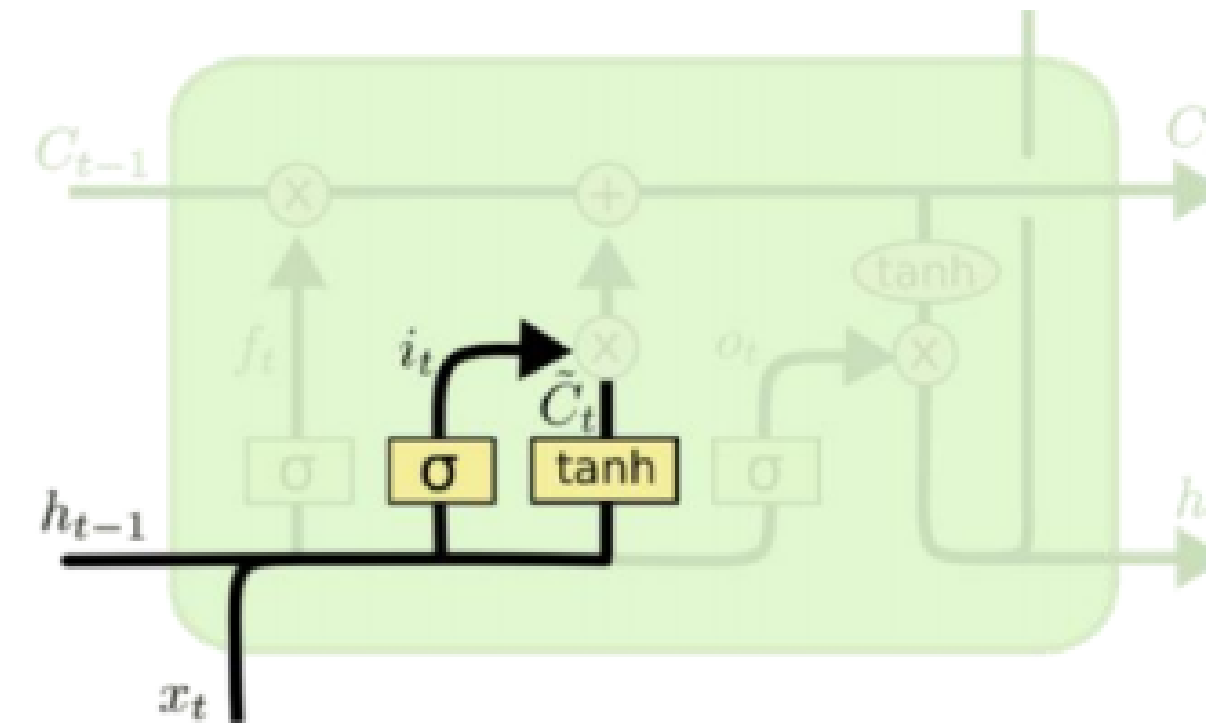 C_{t-1}
C
×
+
tanh
f_t
i_t
×
o_t
×
C̃_t
σ
σ
tanh
σ
h_{t-1}
h
x_t